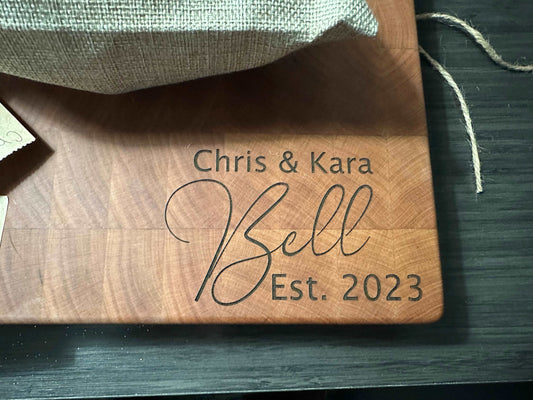 Chris & Kara
Bell
Est. 2023